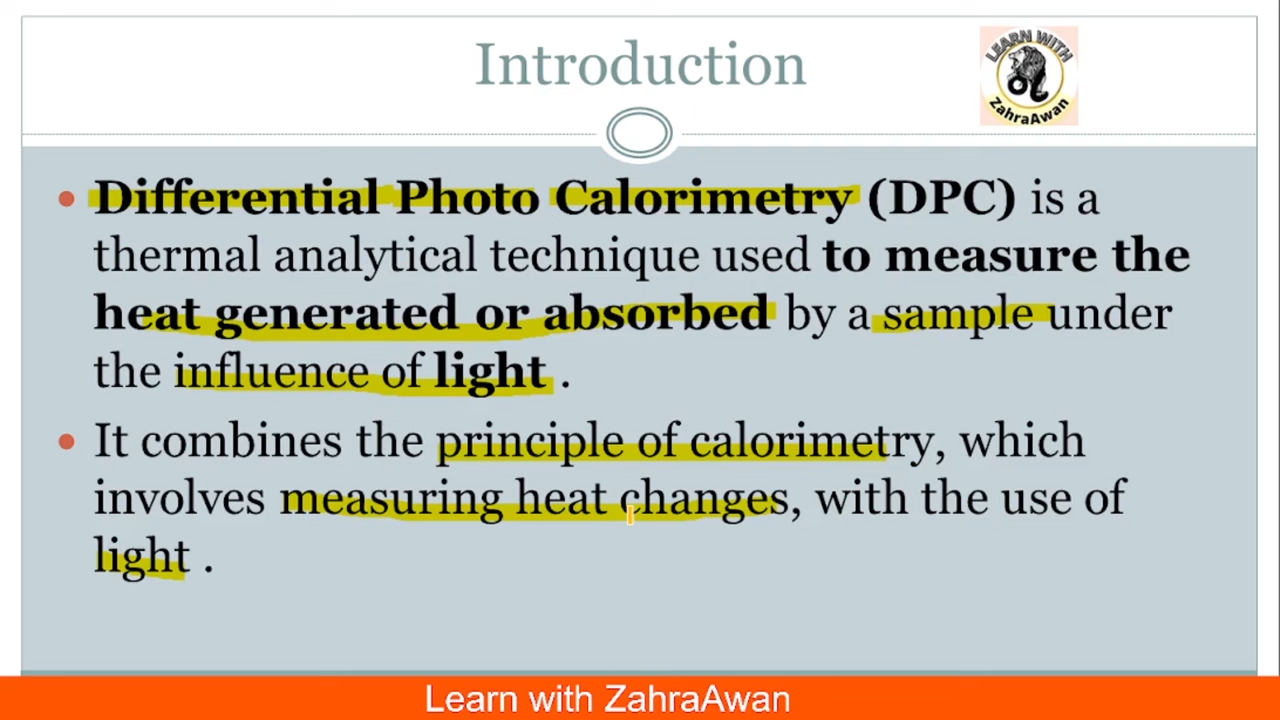 Introduction
LEARN WITH
ZahraAwan
Differential Photo Calorimetry (DPC) is a
thermal analytical technique used to measure the
heat generated or absorbed by a sample under
the influence of light .
It combines the principle of calorimetry, which
involves measuring heat changes, with the use of
light .
Learn with ZahraAwan